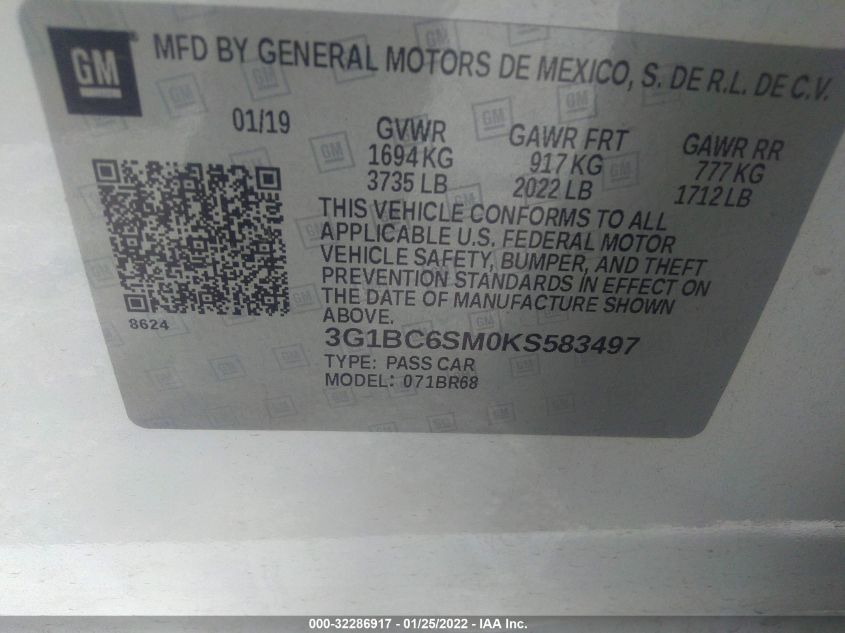 GM
MFD BY GENERAL MOTORS DE MEXICO, S. DE R.L. DE C.V.
01/19
GVWR
1694 KG
3735 LB
GAWR FRT
917 KG
2022 LB
GAWR RR
777 KG
1712 LB
THIS VEHICLE CONFORMS TO ALL
APPLICABLE U.S. FEDERAL MOTOR
VEHICLE SAFETY, BUMPER, AND THEFT
PREVENTION STANDARDS IN EFFECT ON
THE DATE OF MANUFACTURE SHOWN
ABOVE.
8624
3G1BC6SM0KS583497
TYPE: PASS CAR
MODEL: 071BR68
000-32286917 - 01/25/2022 - IAA Inc.